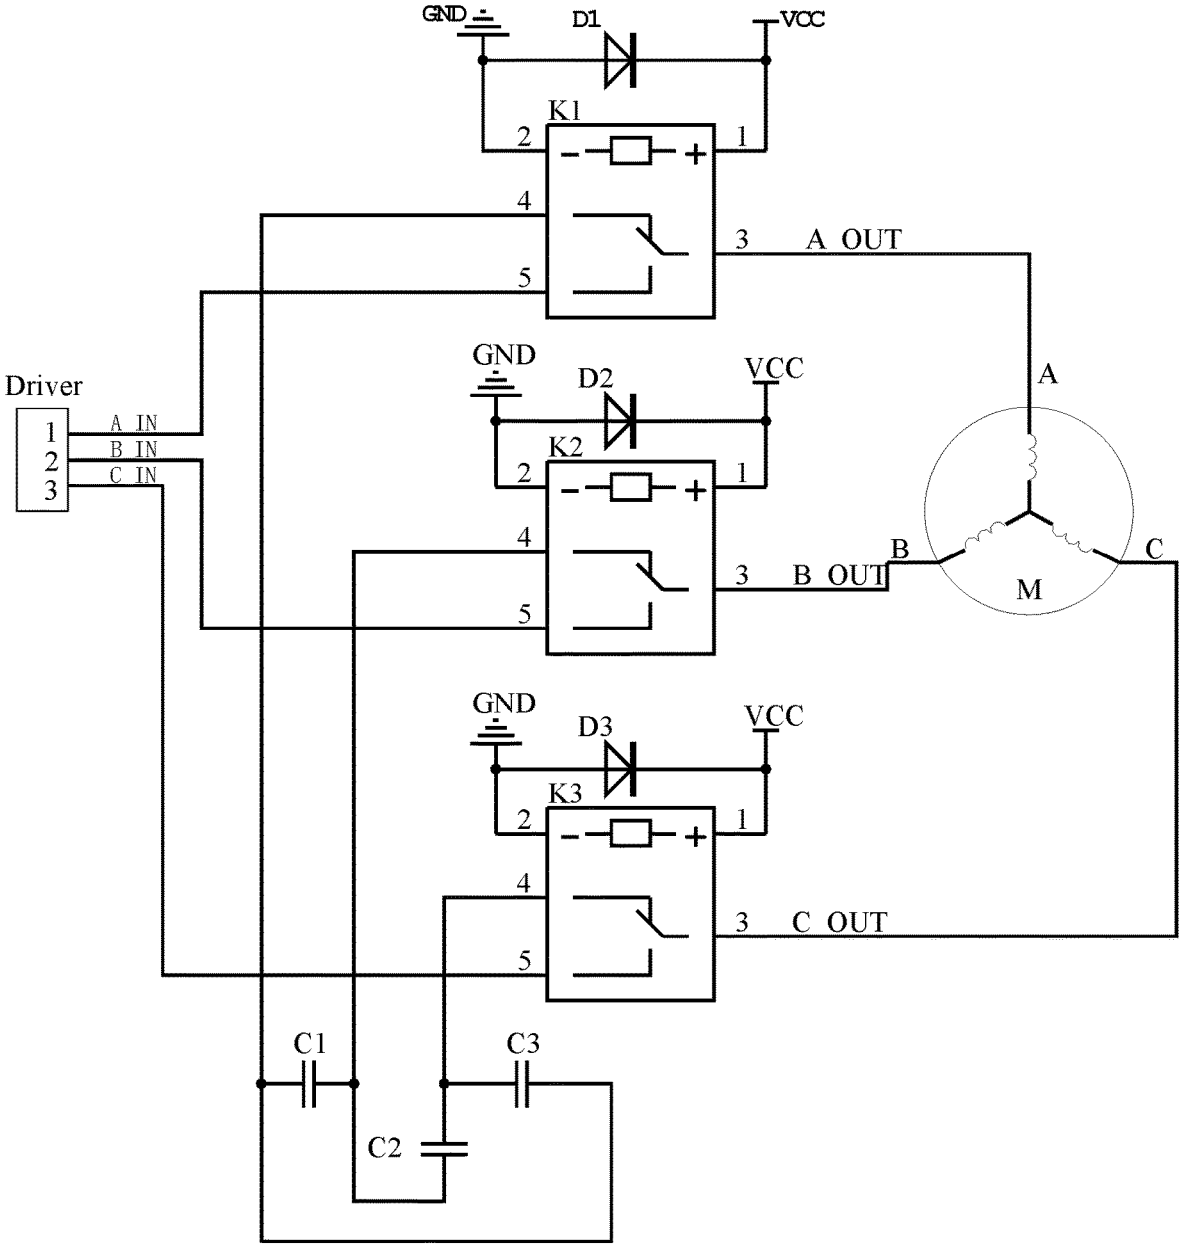 GND
D1
VCC
K1
2
1
- +
4
3
A OUT
5
GND
D2
VCC
Driver
A
1
A IN
2
B IN
3
C IN
K2
2
1
- +
4
B
C
3
B OUT
M
5
GND
D3
VCC
K3
2
1
- +
4
3
C OUT
5
C1
C3
C2